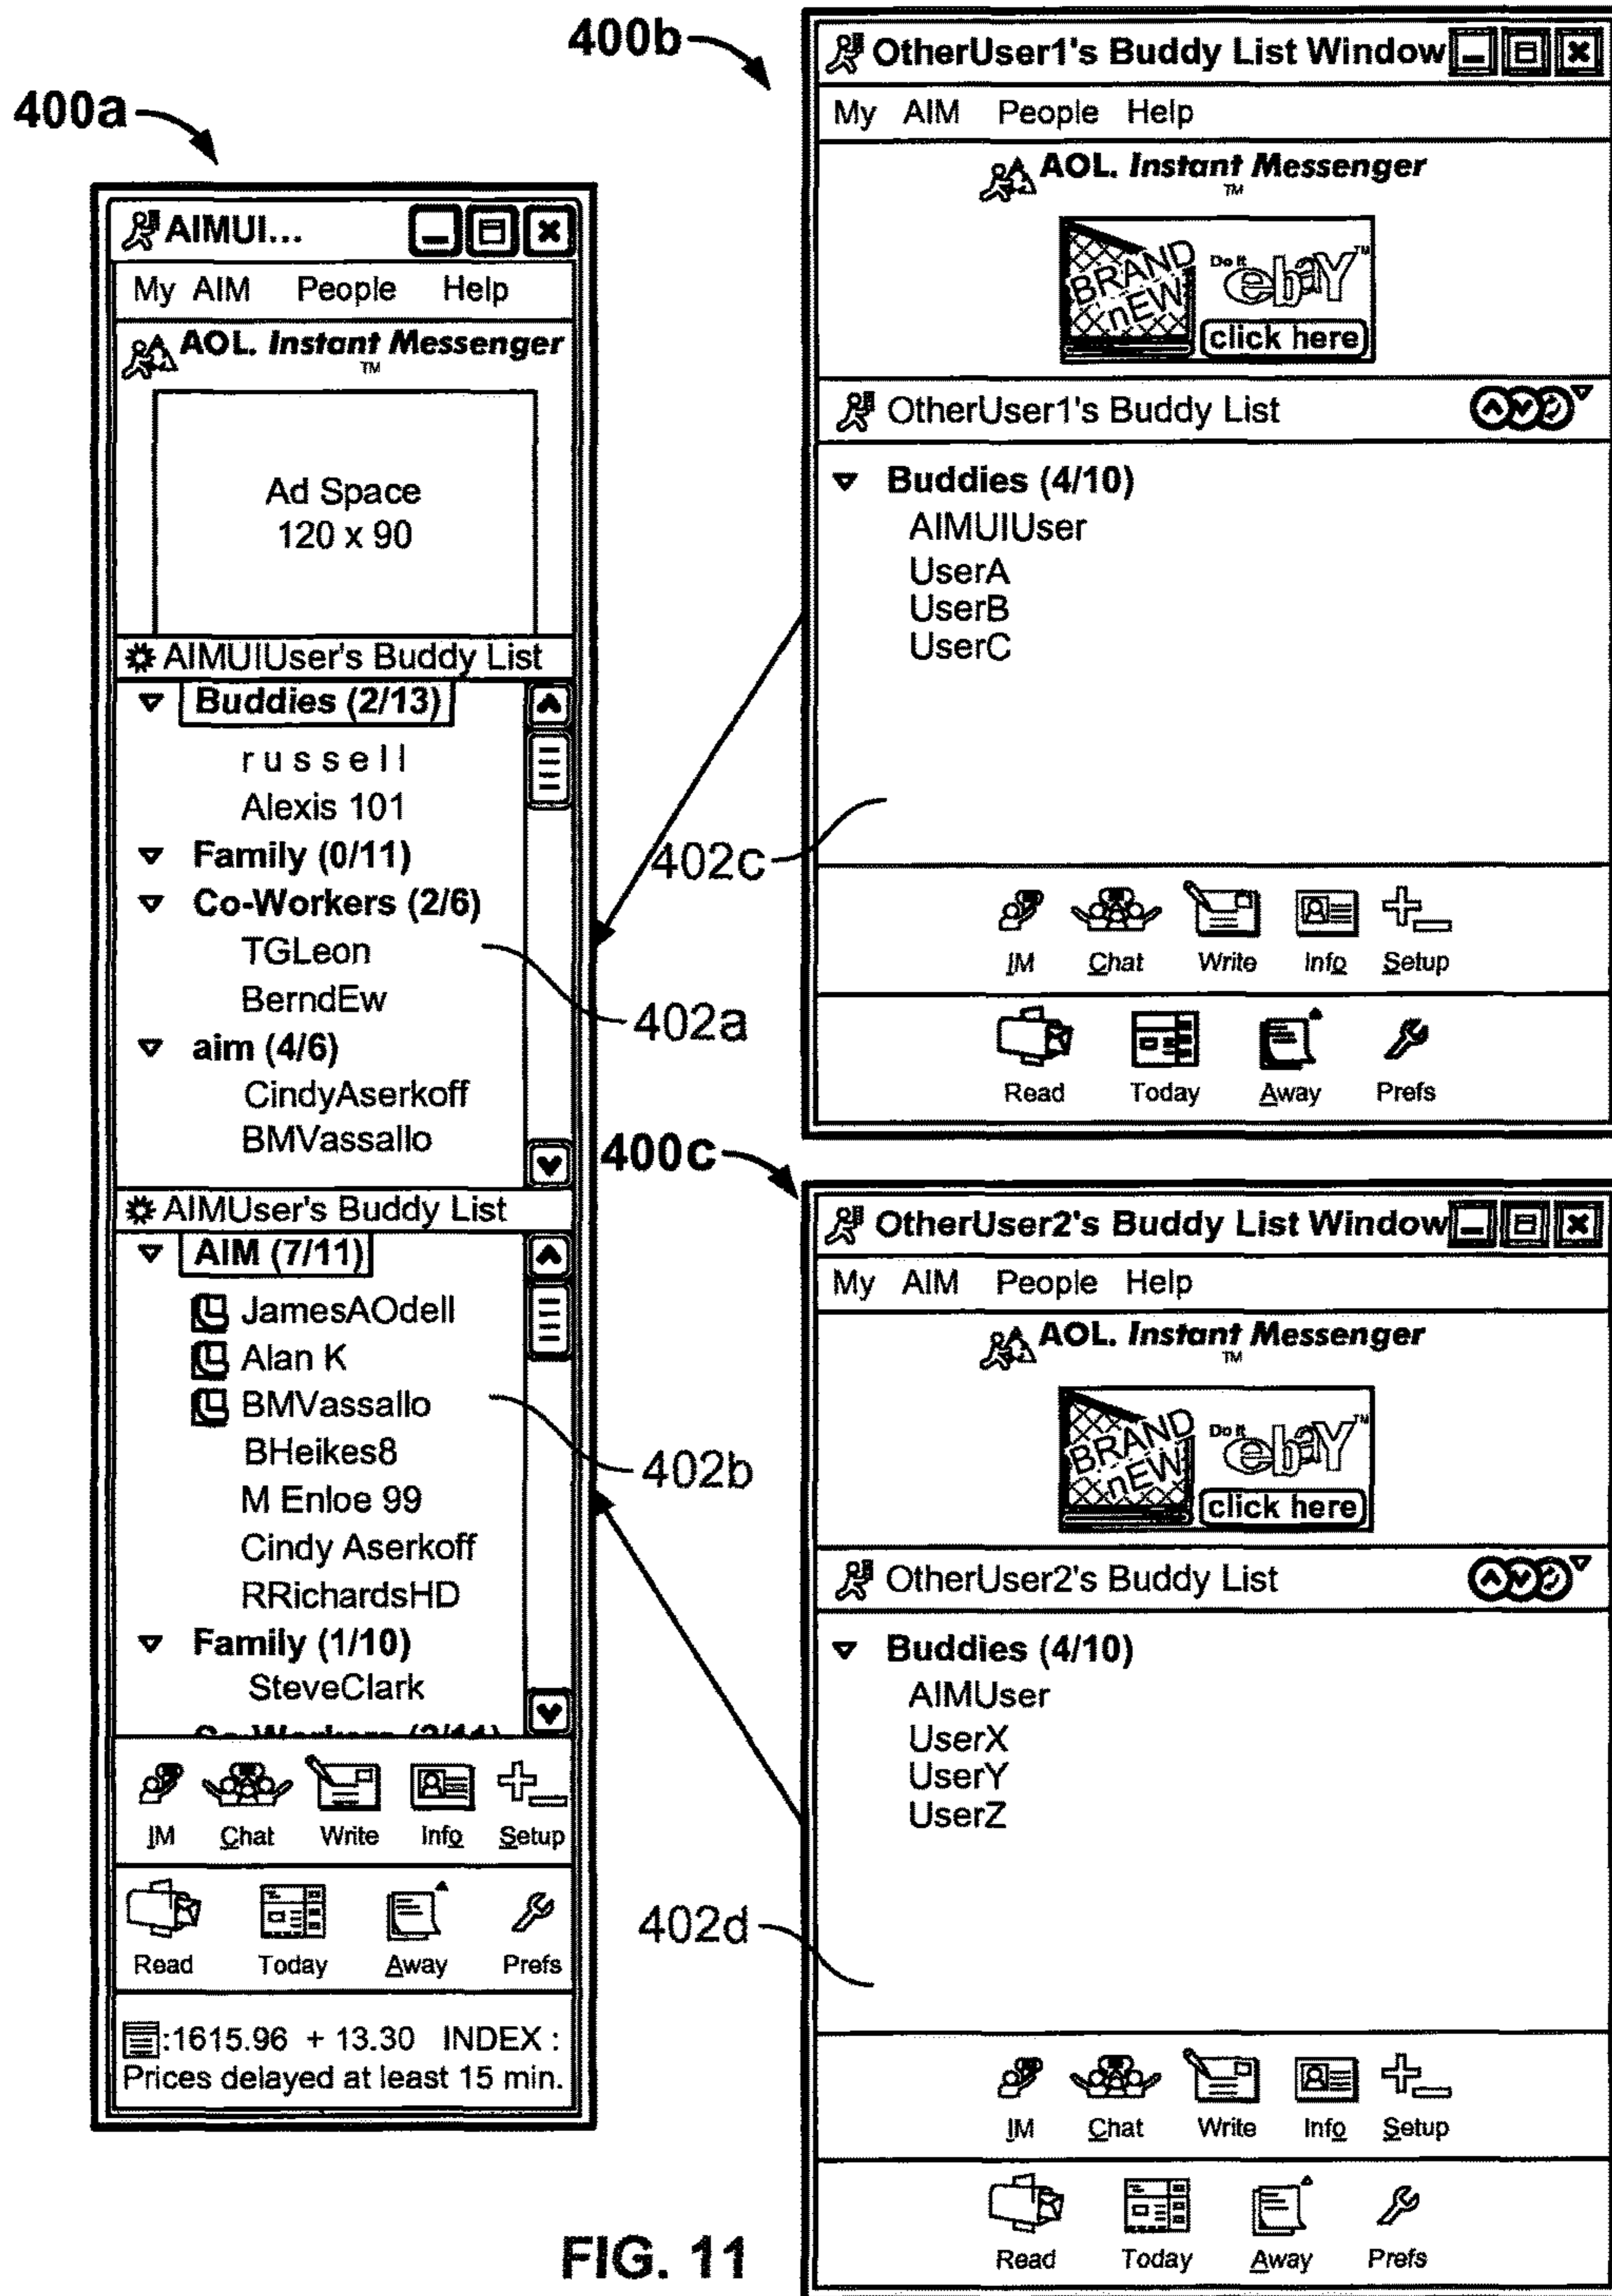 400a
AIMUI...
My AIM People Help
AOL. Instant Messenger
TM
Ad Space
120 x 90
AIMUIUser's Buddy List
Buddies (2/13)
r u s s e l l
Alexis 101
Family (0/11)
Co-Workers (2/6)
TGLeon
BerndEw
402a
aim (4/6)
CindyAserkoff
BMVassallo
AIMUser's Buddy List
AIM (7/11)
JamesAOdell
Alan K
BMVassallo
BHeikes8
402b
M Enloe 99
Cindy Aserkoff
RRichardsHD
Family (1/10)
SteveClark
IM Chat Write Info Setup
Read Today Away Prefs
:1615.96 + 13.30 INDEX :
Prices delayed at least 15 min.
400b
OtherUser1's Buddy List Window
My AIM People Help
AOL. Instant Messenger
TM
BRAND
nEW
Do It
ebaY™
click here
OtherUser1's Buddy List
Buddies (4/10)
AIMUIUser
UserA
UserB
UserC
402c
IM Chat Write Info Setup
Read Today Away Prefs
400c
OtherUser2's Buddy List Window
My AIM People Help
AOL. Instant Messenger
TM
BRAND
nEW
Do It
ebaY™
click here
OtherUser2's Buddy List
Buddies (4/10)
AIMUser
UserX
UserY
UserZ
402d
IM Chat Write Info Setup
Read Today Away Prefs
FIG. 11